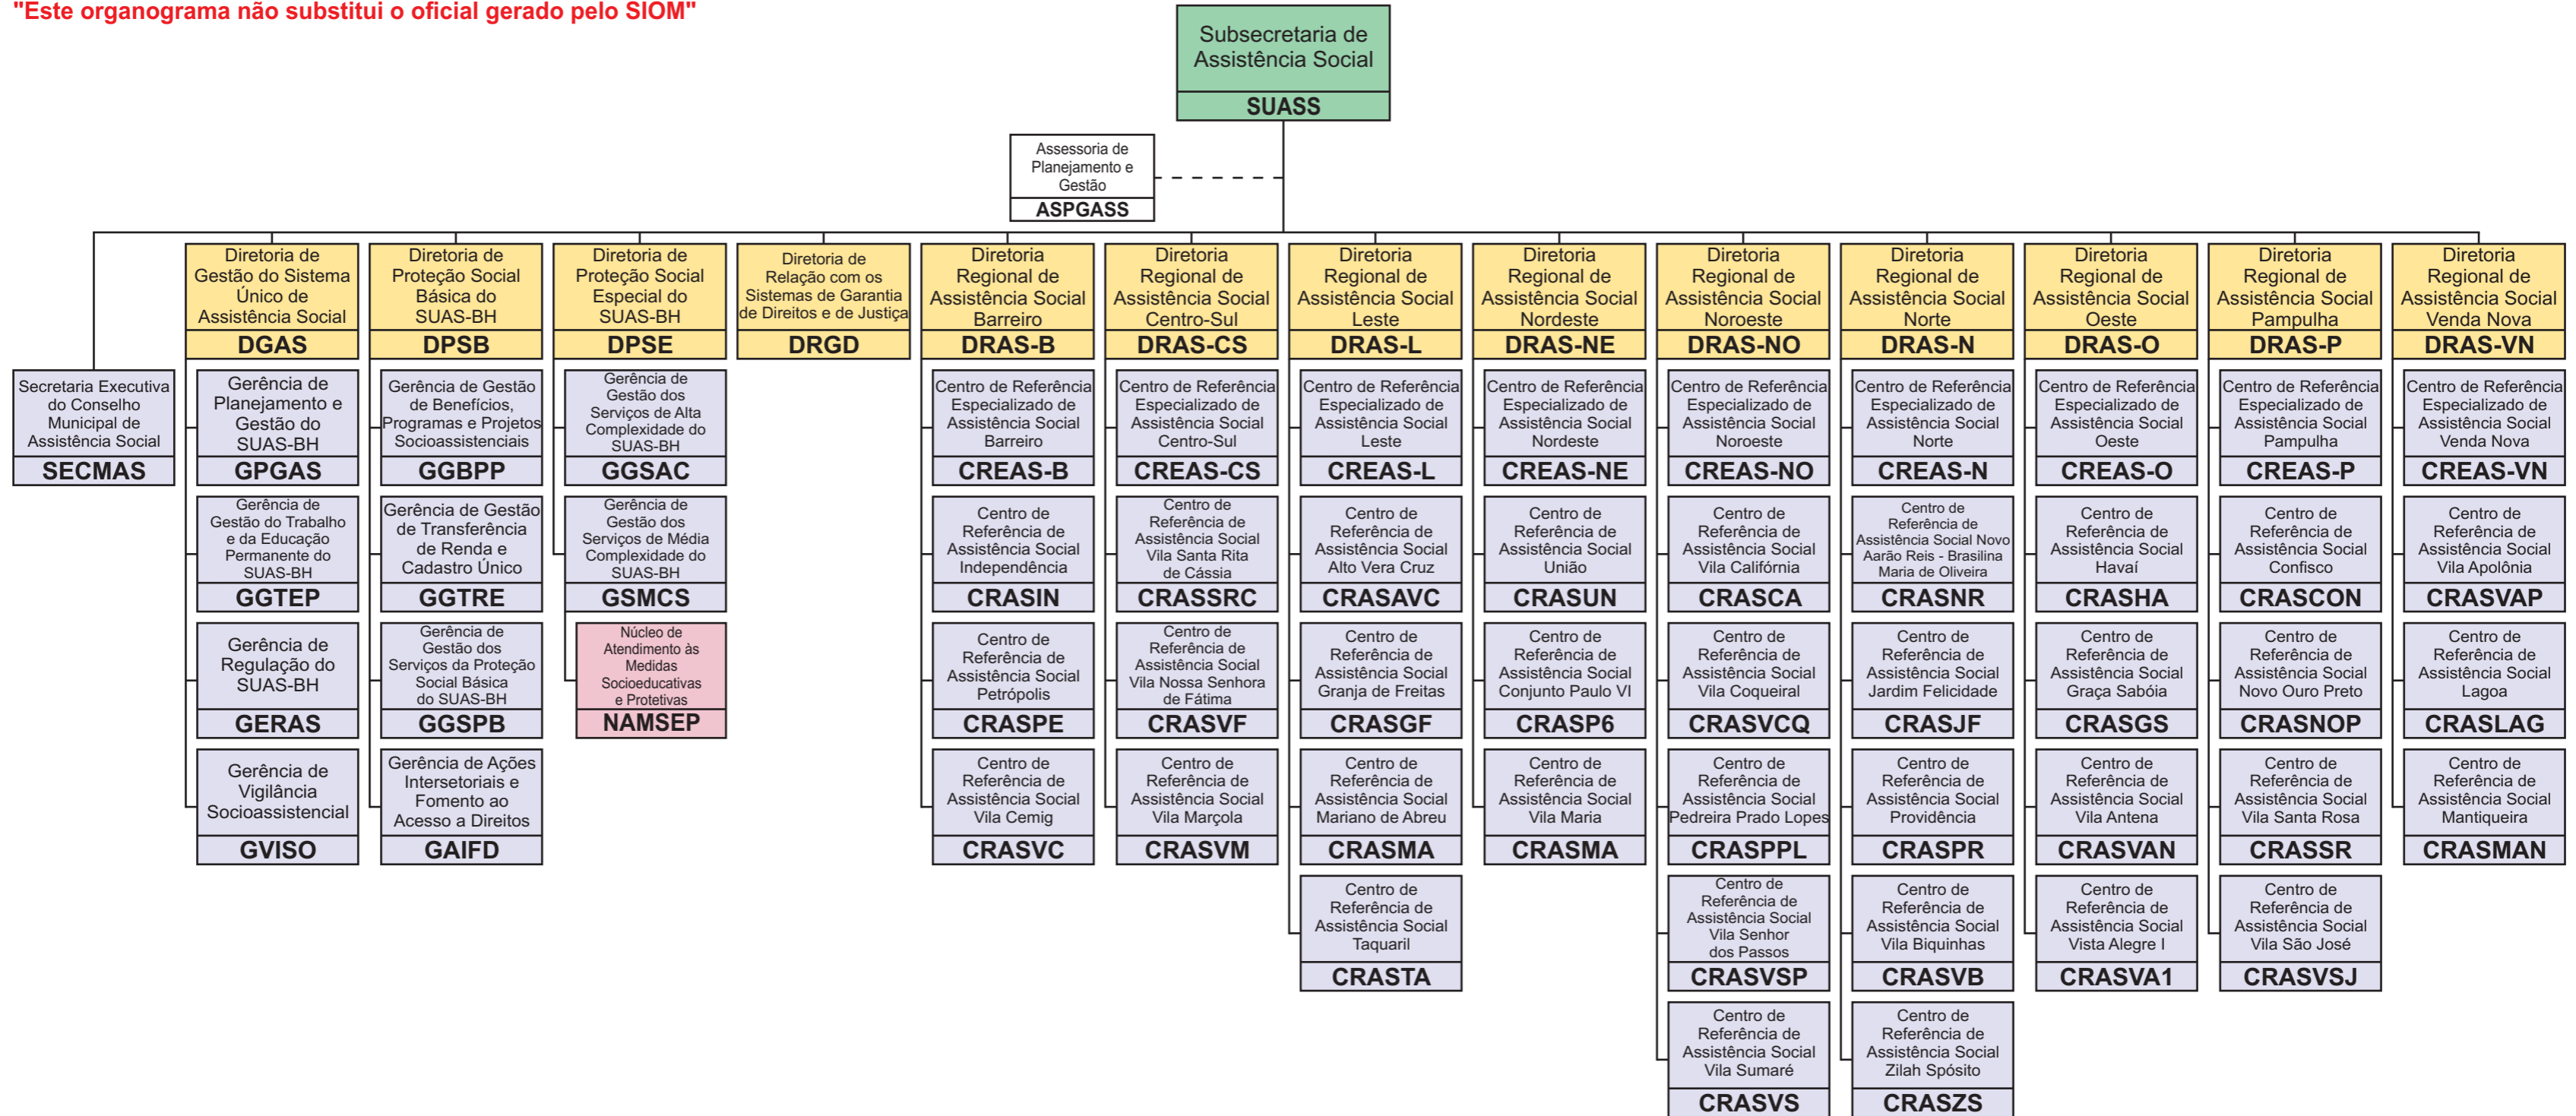 "Este organograma não substitui o oficial gerado pelo SIOM"
Subsecretaria de
Assistência Social
SUASS
Assessoria de
Planejamento e
Gestão
ASPGASS
Secretaria Executiva
do Conselho
Municipal de
Assistência Social
SECMAS
Diretoria de
Gestão do Sistema
Único de
Assistência Social
DGAS
Gerência de
Planejamento e
Gestão do
SUAS-BH
GPGAS
Gerência de
Gestão do Trabalho
e da Educação
Permanente do
SUAS-BH
GGTEP
Gerência de
Regulação do
SUAS-BH
GERAS
Gerência de
Vigilância
Socioassistencial
GVISO
Diretoria de
Proteção Social
Básica do
SUAS-BH
DPSB
Gerência de Gestão
de Benefícios,
Programas e Projetos
Socioassistenciais
GGBPP
Gerência de Gestão
de Transferência
de Renda e
Cadastro Único
GGTRE
Gerência de
Gestão dos
Serviços da Proteção
Social Básica
do SUAS-BH
GGSPB
Gerência de Ações
Intersetoriais e
Fomento ao
Acesso a Direitos
GAIFD
Diretoria de
Proteção Social
Especial do
SUAS-BH
DPSE
Gerência de
Gestão dos
Serviços de Alta
Complexidade do
SUAS-BH
GGSAC
Gerência de
Gestão dos
Serviços de Média
Complexidade do
SUAS-BH
GSMCS
Núcleo de
Atendimento às
Medidas
Socioeducativas
e Protetivas
NAMSEP
Diretoria de
Relação com os
Sistemas de Garantia
de Direitos e de Justiça
DRGD
Diretoria
Regional de
Assistência Social
Barreiro
DRAS-B
Centro de Referência
Especializado de
Assistência Social
Barreiro
CREAS-B
Centro de
Referência de
Assistência Social
Independência
CRASIN
Centro de
Referência de
Assistência Social
Petrópolis
CRASPE
Centro de
Referência de
Assistência Social
Vila Cemig
CRASVC
Diretoria
Regional de
Assistência Social
Centro-Sul
DRAS-CS
Centro de Referência
Especializado de
Assistência Social
Centro-Sul
CREAS-CS
Centro de
Referência de
Assistência Social
Vila Santa Rita
de Cássia
CRASSRC
Centro de
Referência de
Assistência Social
Vila Nossa Senhora
de Fátima
CRASVF
Centro de
Referência de
Assistência Social
Vila Marçola
CRASVM
Diretoria
Regional de
Assistência Social
Leste
DRAS-L
Centro de Referência
Especializado de
Assistência Social
Leste
CREAS-L
Centro de
Referência de
Assistência Social
Alto Vera Cruz
CRASAVC
Centro de
Referência de
Assistência Social
Granja de Freitas
CRASGF
Centro de
Referência de
Assistência Social
Mariano de Abreu
CRASMA
Centro de
Referência de
Assistência Social
Taquaril
CRASTA
Diretoria
Regional de
Assistência Social
Nordeste
DRAS-NE
Centro de Referência
Especializado de
Assistência Social
Nordeste
CREAS-NE
Centro de
Referência de
Assistência Social
União
CRASUN
Centro de
Referência de
Assistência Social
Conjunto Paulo VI
CRASP6
Centro de
Referência de
Assistência Social
Vila Maria
CRASMA
Diretoria
Regional de
Assistência Social
Noroeste
DRAS-NO
Centro de Referência
Especializado de
Assistência Social
Noroeste
CREAS-NO
Centro de
Referência de
Assistência Social
Vila Califórnia
CRASCA
Centro de
Referência de
Assistência Social
Vila Coqueiral
CRASVCQ
Centro de
Referência de
Assistência Social
Pedreira Prado Lopes
CRASPPL
Centro de
Referência de
Assistência Social
Vila Senhor
dos Passos
CRASVSP
Centro de
Referência de
Assistência Social
Vila Sumaré
CRASVS
Diretoria
Regional de
Assistência Social
Norte
DRAS-N
Centro de Referência
Especializado de
Assistência Social
Norte
CREAS-N
Centro de
Referência de
Assistência Social Novo
Aarão Reis - Brasilina
Maria de Oliveira
CRASNR
Centro de
Referência de
Assistência Social
Jardim Felicidade
CRASJF
Centro de
Referência de
Assistência Social
Providência
CRASPR
Centro de
Referência de
Assistência Social
Vila Biquinhas
CRASVB
Centro de
Referência de
Assistência Social
Zilah Spósito
CRASZS
Diretoria
Regional de
Assistência Social
Oeste
DRAS-O
Centro de Referência
Especializado de
Assistência Social
Oeste
CREAS-O
Centro de
Referência de
Assistência Social
Havaí
CRASHA
Centro de
Referência de
Assistência Social
Graça Sabóia
CRASGS
Centro de
Referência de
Assistência Social
Vila Antena
CRASVAN
Centro de
Referência de
Assistência Social
Vista Alegre I
CRASVA1
Diretoria
Regional de
Assistência Social
Pampulha
DRAS-P
Centro de Referência
Especializado de
Assistência Social
Pampulha
CREAS-P
Centro de
Referência de
Assistência Social
Confisco
CRASCON
Centro de
Referência de
Assistência Social
Novo Ouro Preto
CRASNOP
Centro de
Referência de
Assistência Social
Vila Santa Rosa
CRASSR
Centro de
Referência de
Assistência Social
Vila São José
CRASVSJ
Diretoria
Regional de
Assistência Social
Venda Nova
DRAS-VN
Centro de Referência
Especializado de
Assistência Social
Venda Nova
CREAS-VN
Centro de
Referência de
Assistência Social
Vila Apolônia
CRASVAP
Centro de
Referência de
Assistência Social
Lagoa
CRASLAG
Centro de
Referência de
Assistência Social
Mantiqueira
CRASMAN